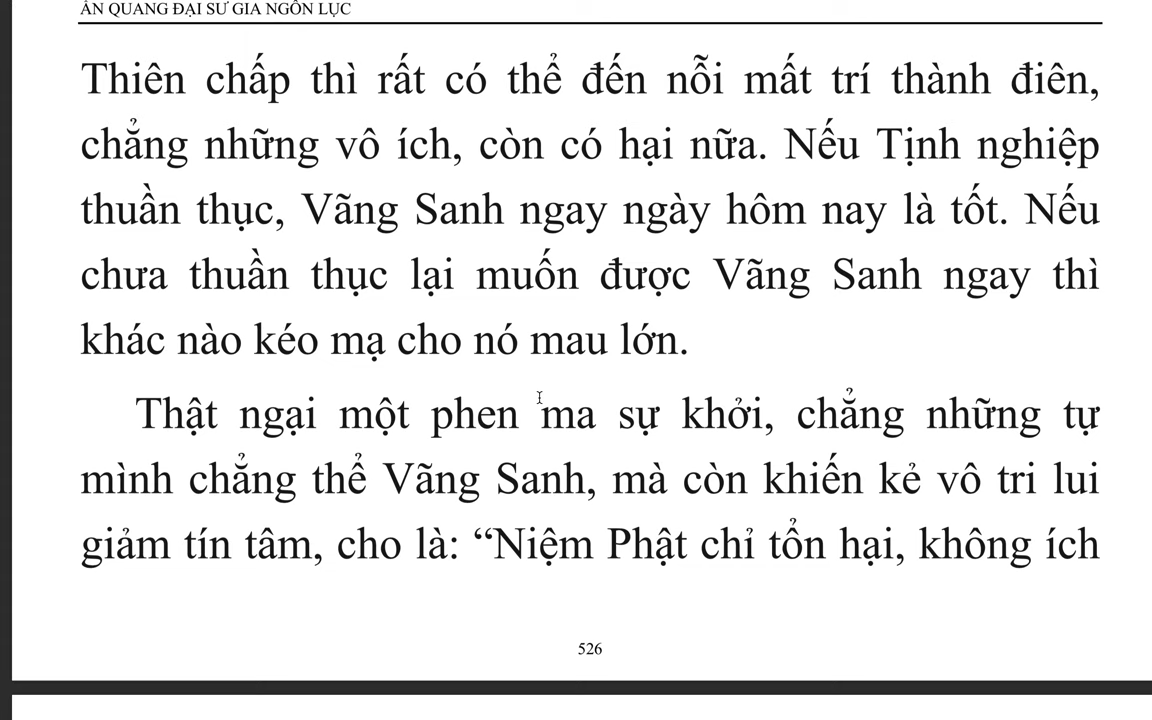 ẤN QUANG ĐẠI SƯ GIA NGÔN LỤC
Thiên chấp thì rất có thể đến nỗi mất trí thành điên,
chẳng những vô ích, còn có hại nữa. Nếu Tịnh nghiệp
thuần thục, Vãng Sanh ngay ngày hôm nay là tốt. Nếu
chưa thuần thục lại muốn được Vãng Sanh ngay thì
khác nào kéo mạ cho nó mau lớn.
Thật ngại một phen ma sự khởi, chẳng những tự
mình chẳng thể Vãng Sanh, mà còn khiến kẻ vô tri lui
giảm tín tâm, cho là: “Niệm Phật chỉ tổn hại, không ích
526